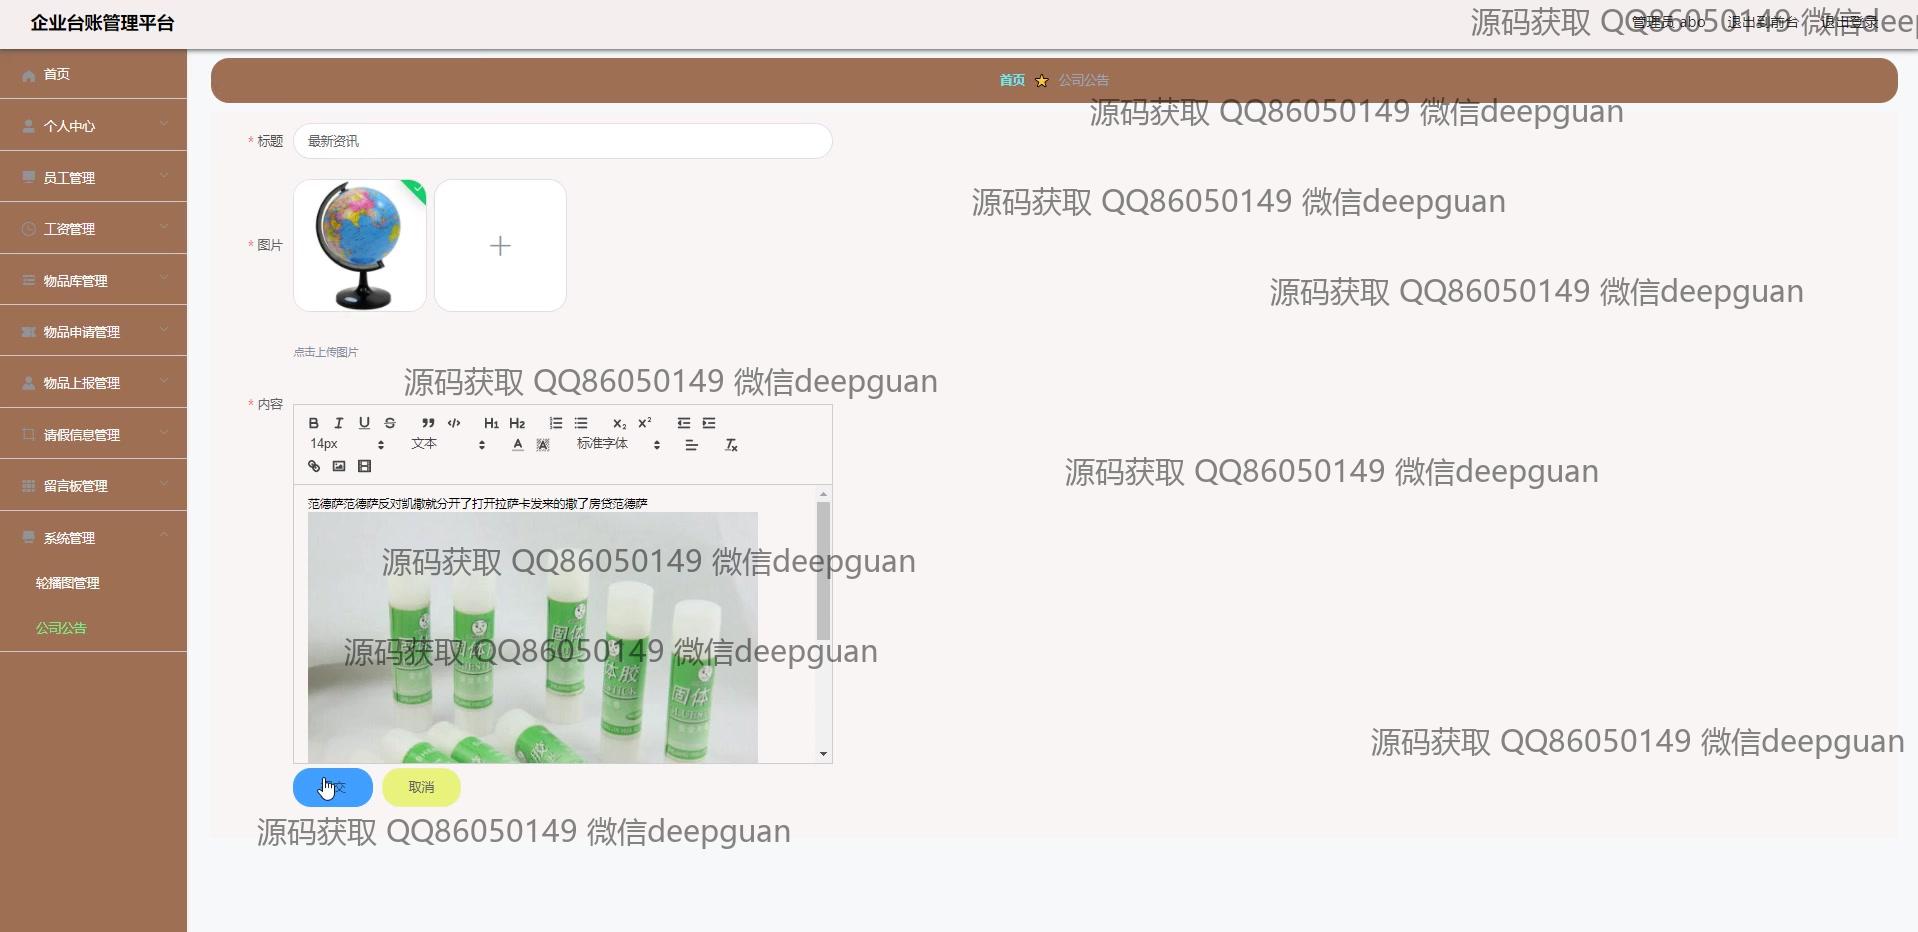 企业台账管理平台
管理员 abo 退出到前台 退出登录
源码获取 QQ86050149 微信deep
首页
个人中心
员工管理
工资管理
物品库管理
物品申请管理
物品上报管理
请假信息管理
留言板管理
系统管理
轮播图管理
公司公告
首页 公司公告
源码获取 QQ86050149 微信deepguan
* 标题 最新资讯
源码获取 QQ86050149 微信deepguan
* 图片
源码获取 QQ86050149 微信deepguan
点击上传图片
源码获取 QQ86050149 微信deepguan
* 内容
B I U S H1 H2 X2 X2
14px 文本 A A 标准字体 Tx
源码获取 QQ86050149 微信deepguan
范德萨范德萨反对凯撒就分开了打开拉萨卡发来的撒了房贷范德萨
源码获取 QQ86050149 微信deepguan
固体
体胶
STICK
固体
源码获取 QQ86050149 微信deepguan
胶
源码获取 QQ86050149 微信deepguan
交 取消
源码获取 QQ86050149 微信deepguan